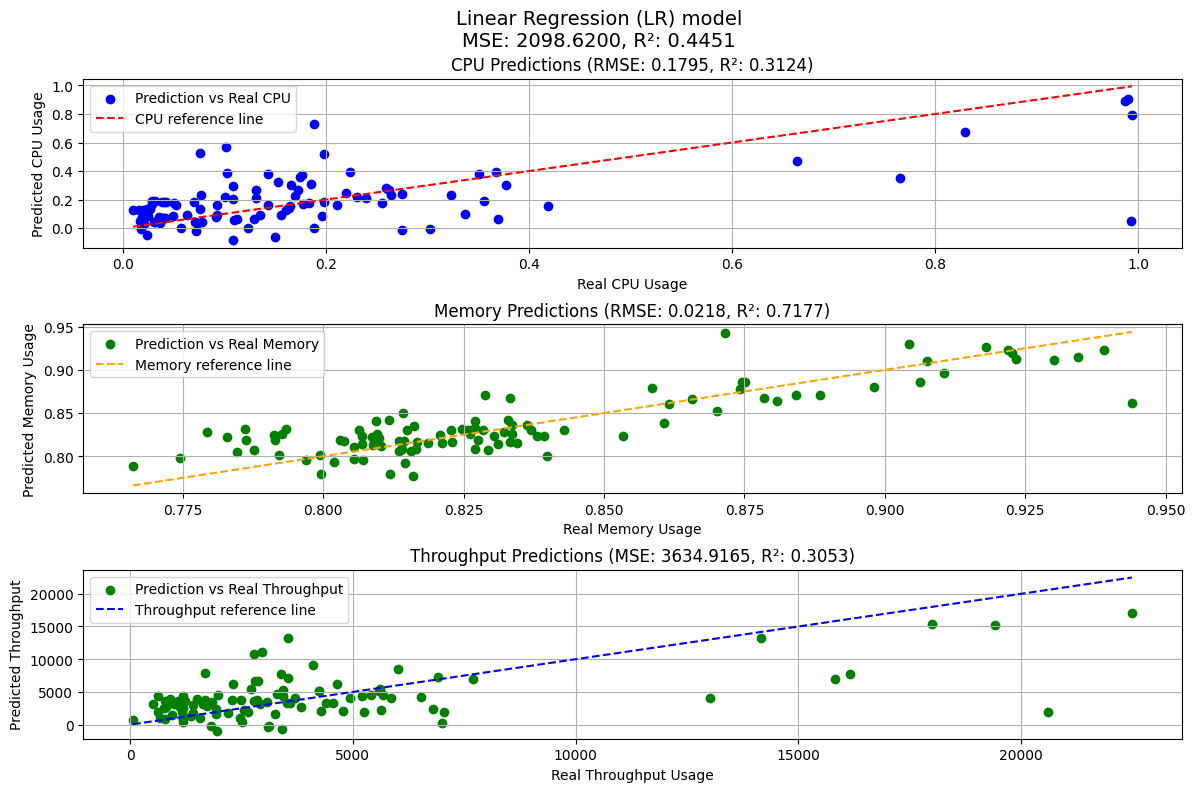 Linear Regression (LR) model
MSE: 2098.6200, R²: 0.4451
CPU Predictions (RMSE: 0.1795, R²: 0.3124)
Predicted CPU Usage
1.0
0.8
0.6
0.4
0.2
0.0
Prediction vs Real CPU
CPU reference line
0.0 0.2 0.4 0.6 0.8 1.0
Real CPU Usage
Memory Predictions (RMSE: 0.0218, R²: 0.7177)
Predicted Memory Usage
0.95
0.90
0.85
0.80
Prediction vs Real Memory
Memory reference line
0.775 0.800 0.825 0.850 0.875 0.900 0.925 0.950
Real Memory Usage
Throughput Predictions (MSE: 3634.9165, R²: 0.3053)
Predicted Throughput
20000
15000
10000
5000
0
Prediction vs Real Throughput
Throughput reference line
0 5000 10000 15000 20000
Real Throughput Usage